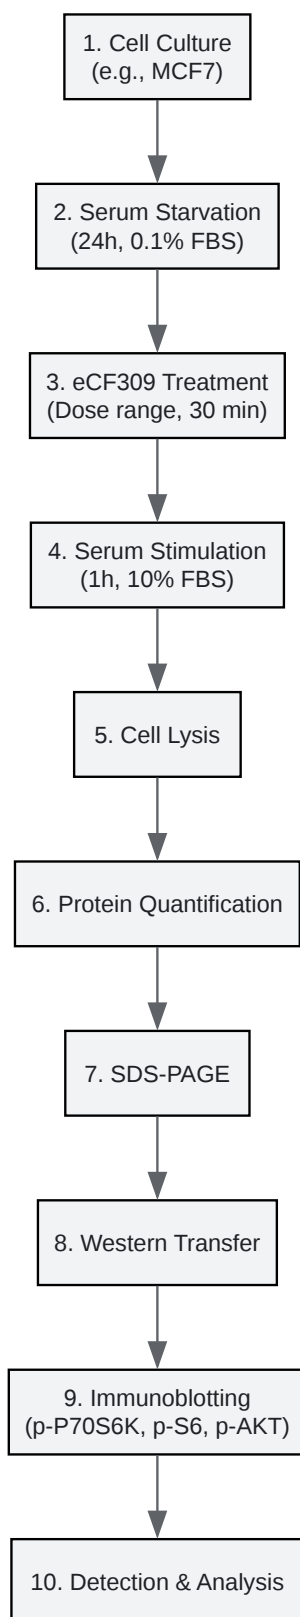 1. Cell Culture
(e.g., MCF7)
2. Serum Starvation
(24h, 0.1% FBS)
3. eCF309 Treatment
(Dose range, 30 min)
4. Serum Stimulation
(1h, 10% FBS)
5. Cell Lysis
6. Protein Quantification
7. SDS-PAGE
8. Western Transfer
9. Immunoblotting
(p-P70S6K, p-S6, p-AKT)
10. Detection & Analysis